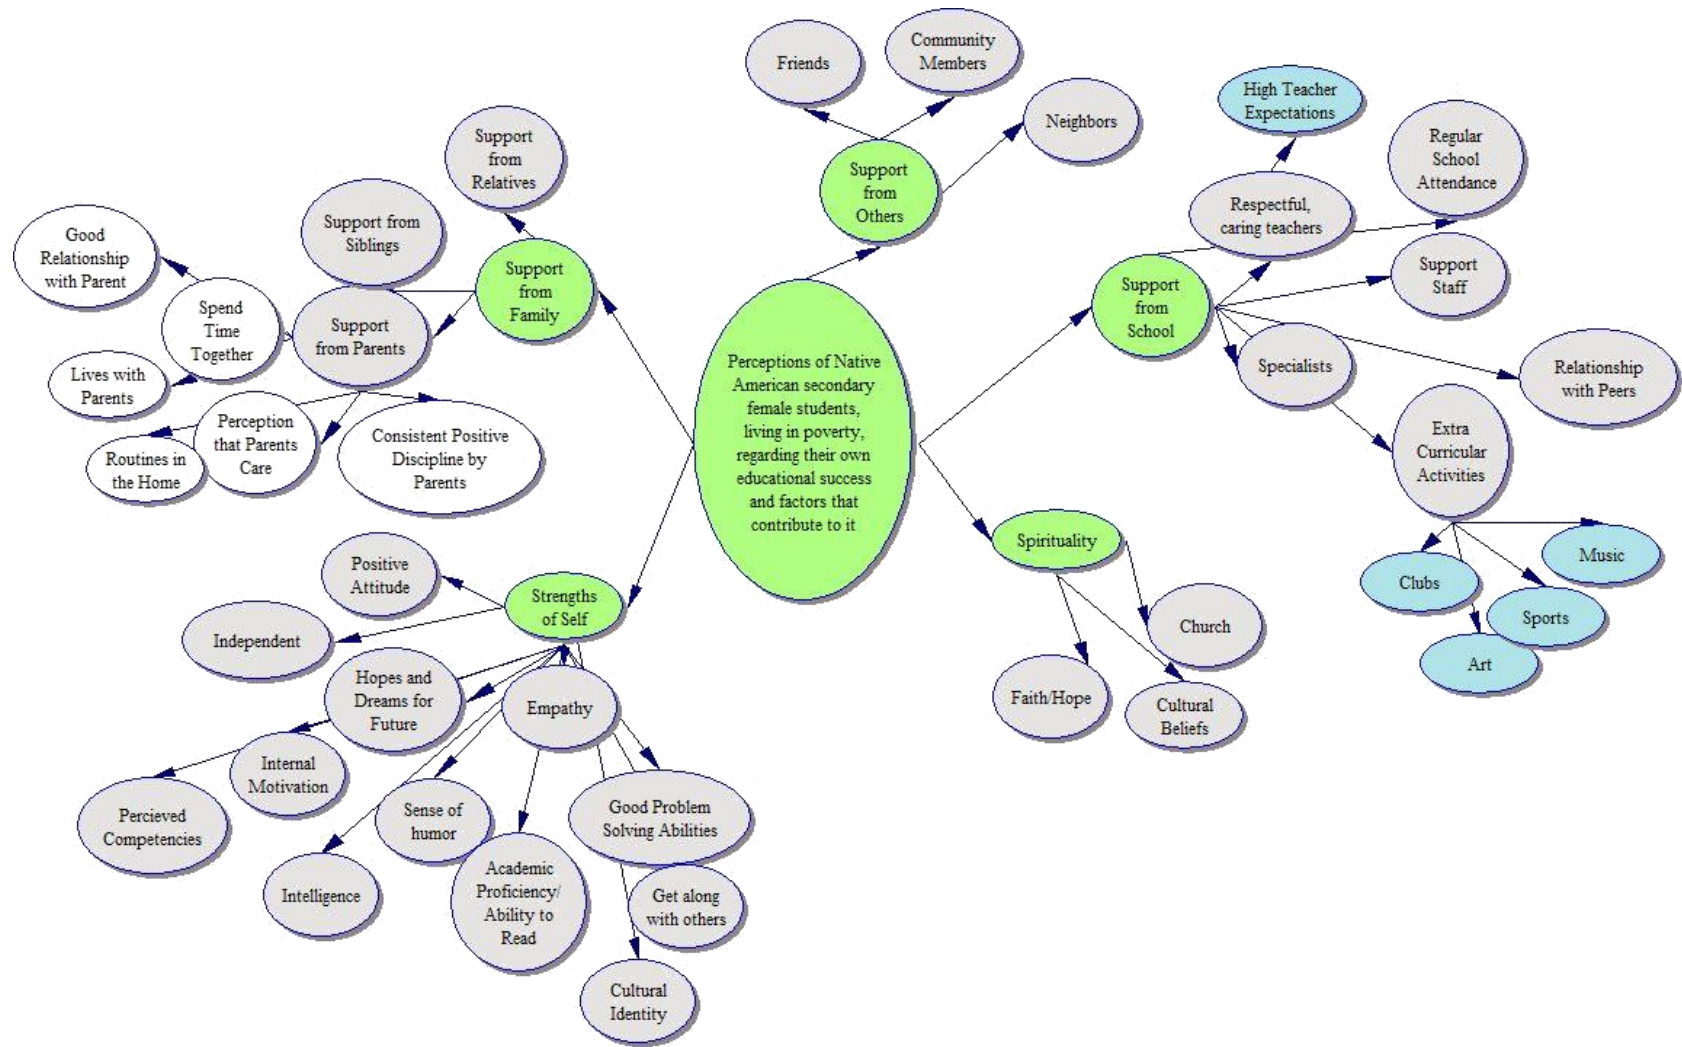 Friends
Community
Members
Neighbors
Support
from
Others
High Teacher
Expectations
Regular
School
Attendance
Respectful,
caring teachers
Support
Staff
Support
from
School
Specialists
Relationship
with Peers
Extra
Curricular
Activities
Music
Clubs
Sports
Art
Support
from
Relatives
Support from
Siblings
Support
from
Family
Good
Relationship
with Parent
Spend
Time
Together
Support
from Parents
Lives with
Parents
Perception
that Parents
Care
Routines in
the Home
Consistent Positive
Discipline by
Parents
Perceptions of Native
American secondary
female students,
living in poverty,
regarding their own
educational success
and factors that
contribute to it
Spirituality
Church
Faith/Hope
Cultural
Beliefs
Positive
Attitude
Strengths
of Self
Independent
Hopes and
Dreams for
Future
Empathy
Internal
Motivation
Percieved
Competencies
Sense of
humor
Good Problem
Solving Abilities
Intelligence
Academic
Proficiency/
Ability to
Read
Get along
with others
Cultural
Identity